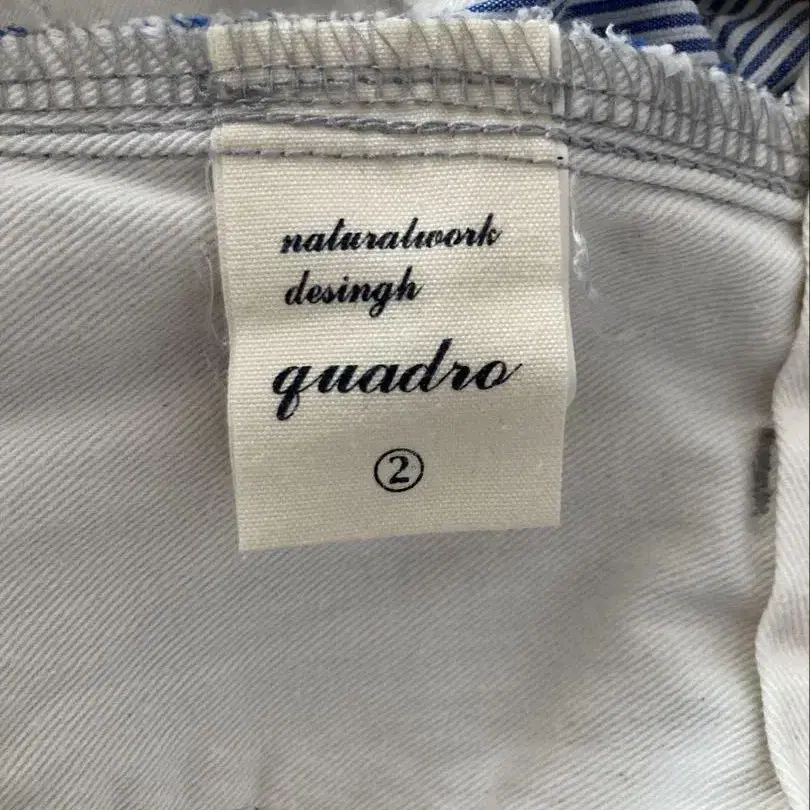 naturalwork
desingh
quadro
②